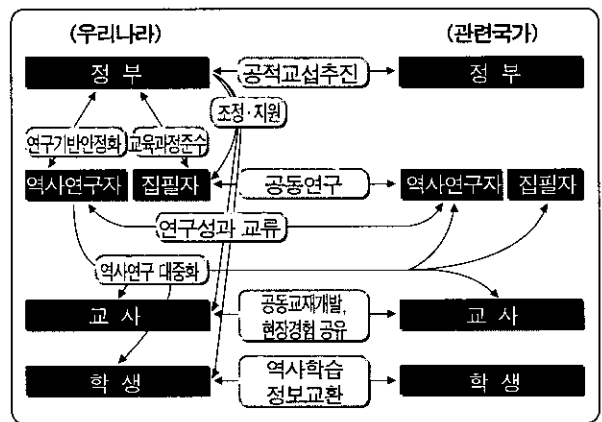 (우리나라) (관련국가)
정 부 공적교섭추진 정 부
조정·지원
연구기반안정화 교육과정준수
역사연구자 집필자 공동연구 역사연구자 집필자
연구성과 교류
역사연구 대중화
교 사 공동교재개발, 교 사
현장경험 공유
학 생 역사학습 학 생
정보교환